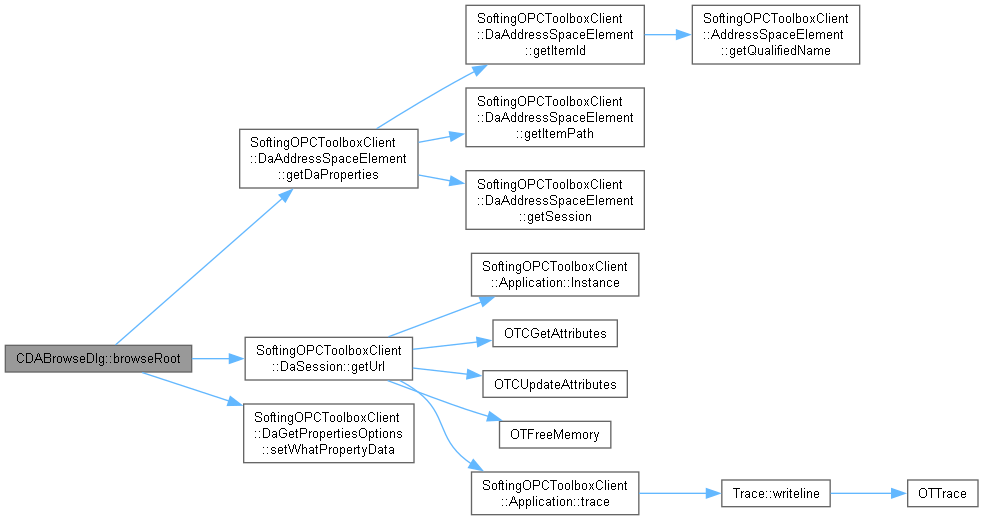 SoftingOPCToolboxClient
::DaAddressSpaceElement
::getItemId
SoftingOPCToolboxClient
::AddressSpaceElement
::getQualifiedName
SoftingOPCToolboxClient
::DaAddressSpaceElement
::getItemPath
SoftingOPCToolboxClient
::DaAddressSpaceElement
::getDaProperties
SoftingOPCToolboxClient
::DaAddressSpaceElement
::getSession
SoftingOPCToolboxClient
::Application::Instance
OTCGetAttributes
CDABrowseDlg::browseRoot
SoftingOPCToolboxClient
::DaSession::getUrl
OTCUpdateAttributes
SoftingOPCToolboxClient
::DaGetPropertiesOptions
::setWhatPropertyData
OTFreeMemory
SoftingOPCToolboxClient
::Application::trace
Trace::writeline
OTTrace